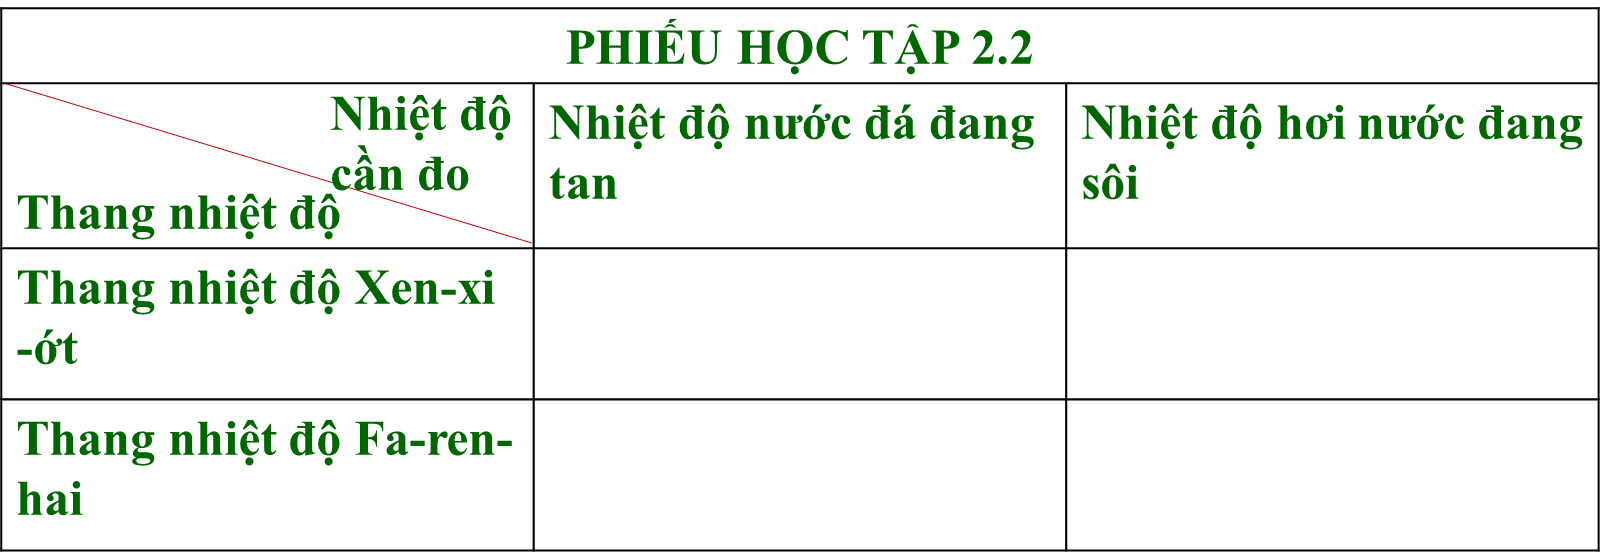 PHIẾU HỌC TẬP 2.2
Nhiệt độ
cần đo
Thang nhiệt độ
Nhiệt độ nước đá đang
tan
Nhiệt độ hơi nước đang
sôi
Thang nhiệt độ Xen-xi
-ớt
Thang nhiệt độ Fa-ren-
hai